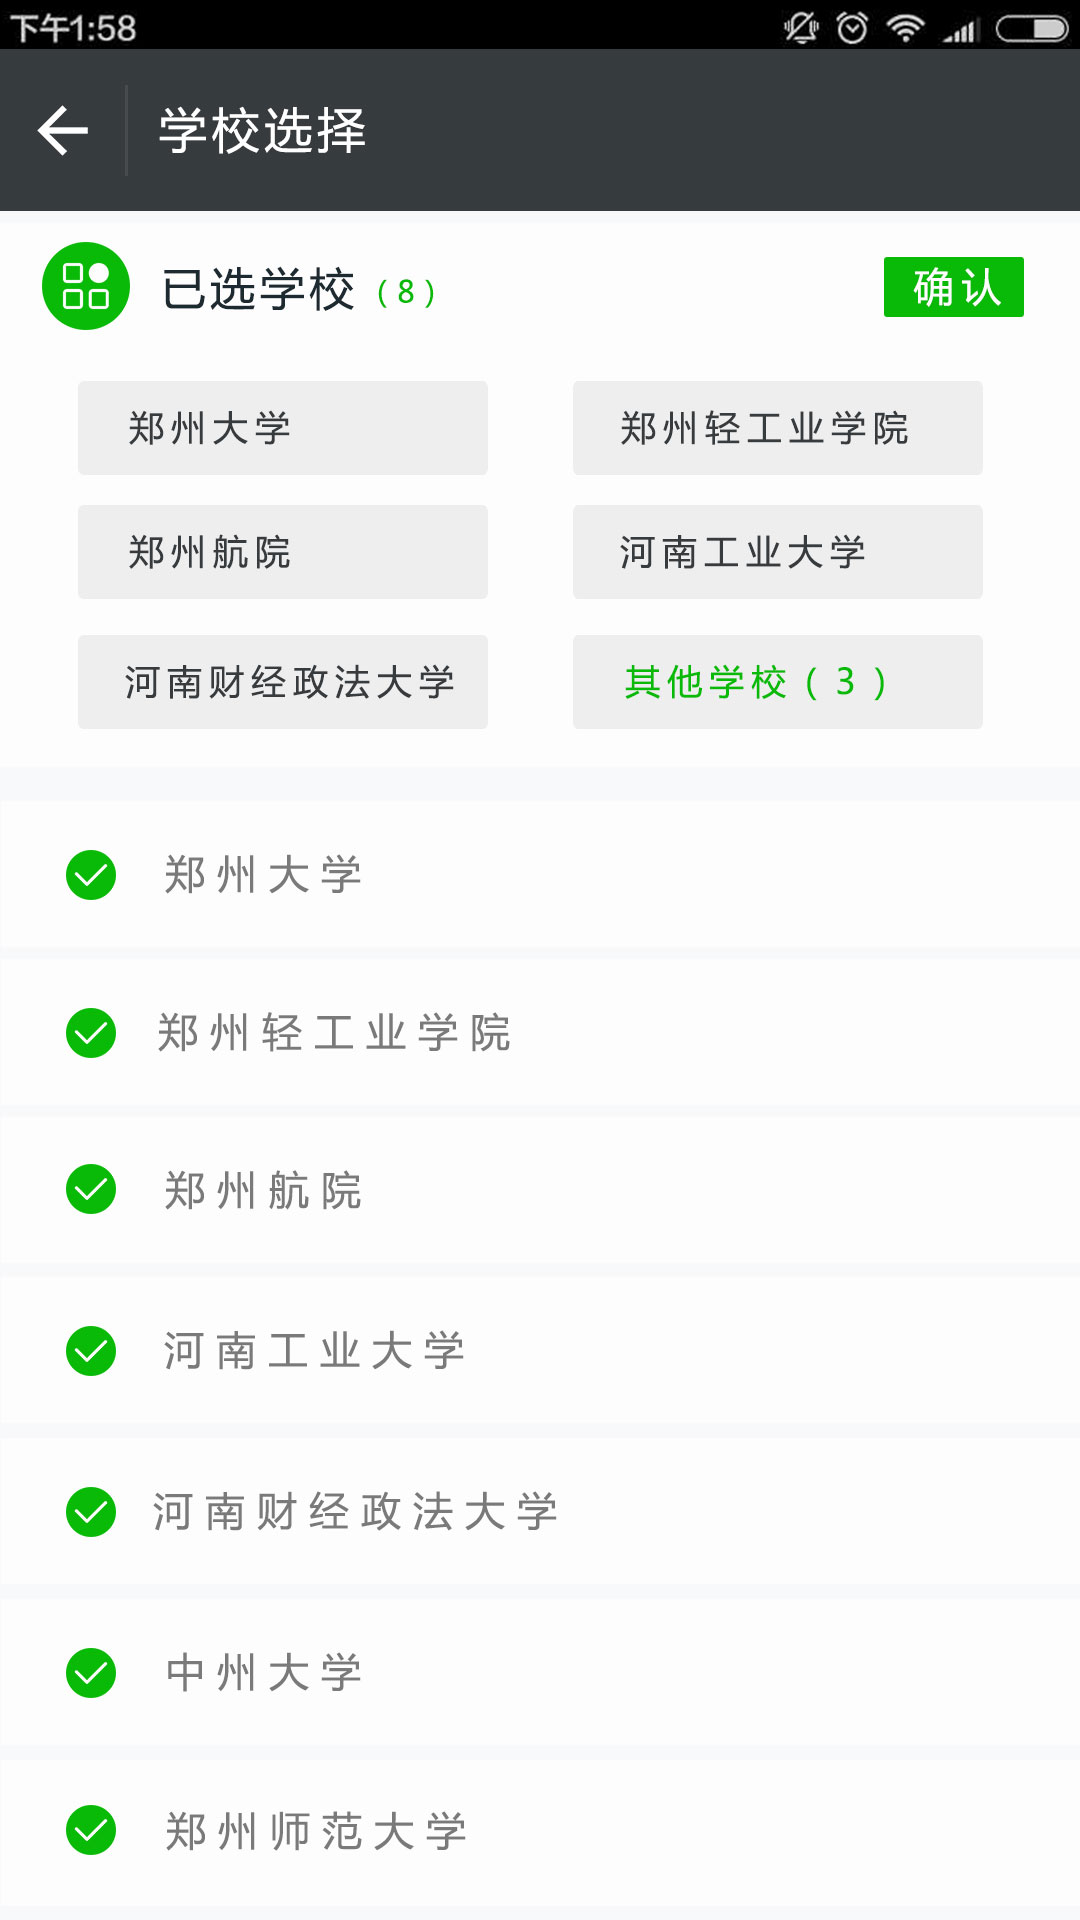 下午1:58
学校选择
已选学校（8）
确认
郑州大学
郑州轻工业学院
郑州航院
河南工业大学
河南财经政法大学
其他学校（3）
郑州大学
郑州轻工业学院
郑州航院
河南工业大学
河南财经政法大学
中州大学
郑州师范大学